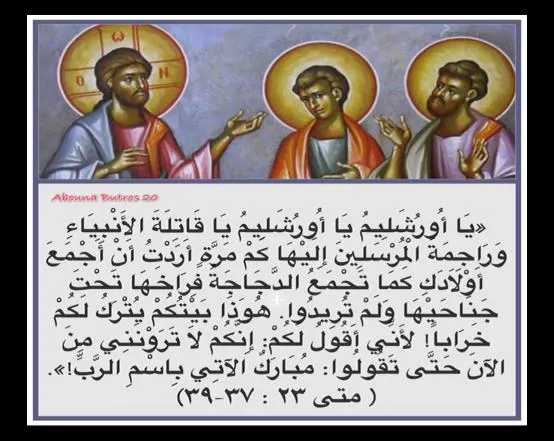 Ο Ω Ν
Abouna Butros 20
«يَا أُورُشَلِيمُ يَا أُورُشَلِيمُ يَا قَاتِلَةَ الأَنْبِيَاءِ
وَرَاجِمَةَ الْمُرْسَلِينَ إِلَيْهَا كَمْ مَرَّةٍ أَرَدْتُ أَنْ أَجْمَعَ
أَوْلاَدَكِ كَمَا تَجْمَعُ الدَّجَاجَةُ فِرَاخَهَا تَحْتَ
جَنَاحَيْهَا وَلَمْ تُرِيدُوا. هُوَذَا بَيْتُكُمْ يُتْرَكُ لَكُمْ
خَرَاباً! لأَنِّي أَقُولُ لَكُمْ: إِنَّكُمْ لاَ تَرَوْنَنِي مِنَ
الآنَ حَتَّى تَقُولُوا: مُبَارَكٌ الآتِي بِاسْمِ الرَّبِّ!».
( متى ٢٣ : ٣٧-٣٩)